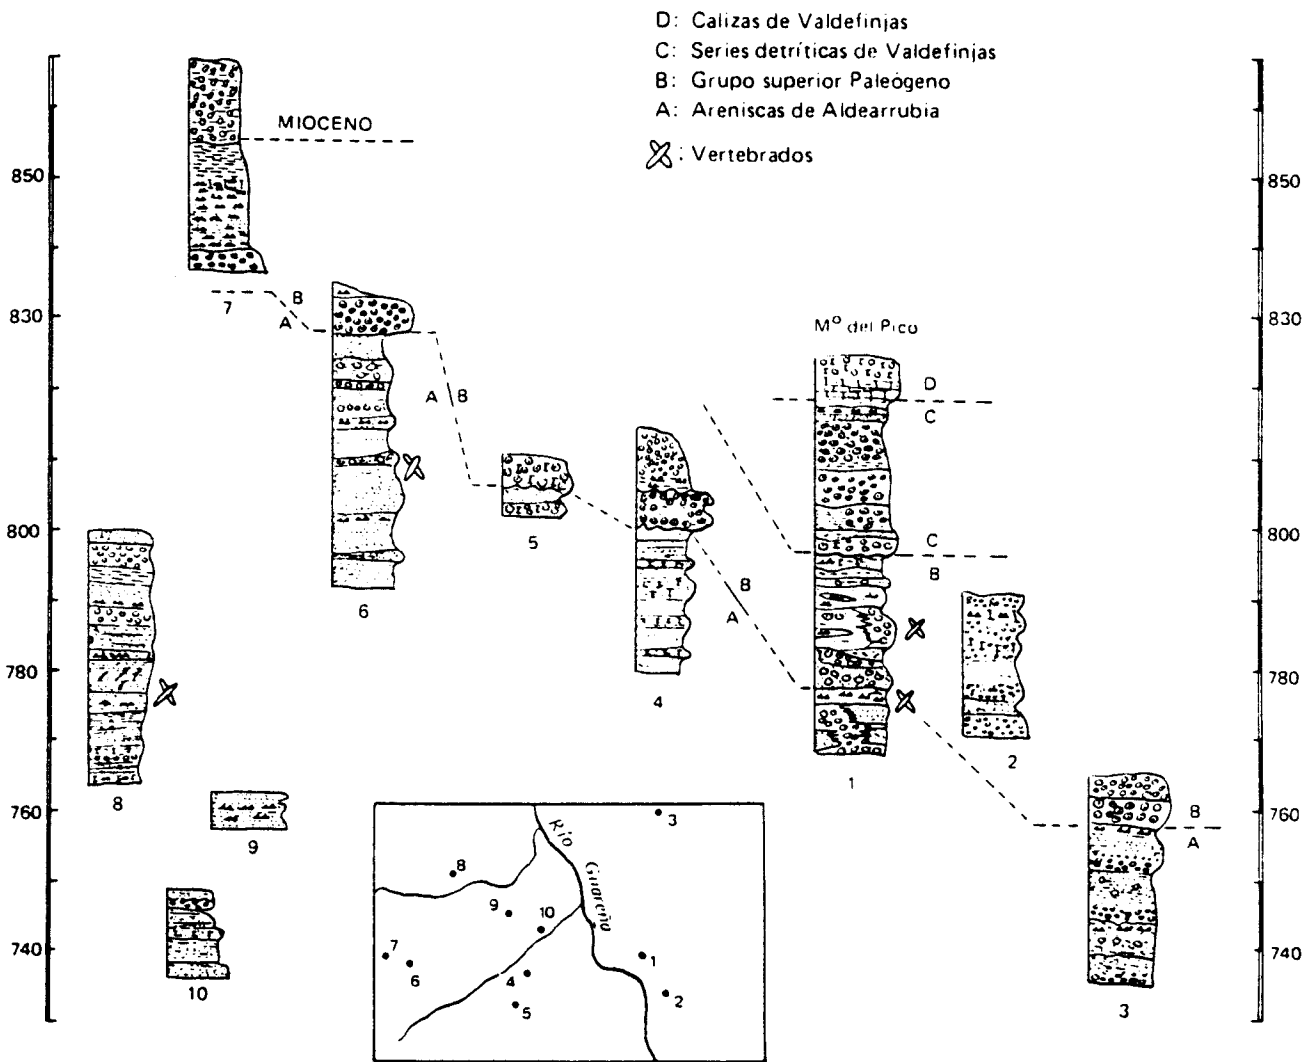 D: Calizas de Valdefinjas
C: Series detríticas de Valdefinjas
B: Grupo superior Paleógeno
A: Areniscas de Aldearrubia
: Vertebrados
MIOCENO
850
850
7
B
A
830
830
Mº del Pico
D
C
A
B
5
800
800
6
C
B
B
A
780
780
4
2
1
8
760
760
9
B
A
740
740
10
3
Río Guareña
3
8
9
10
7
6
4
5
1
2